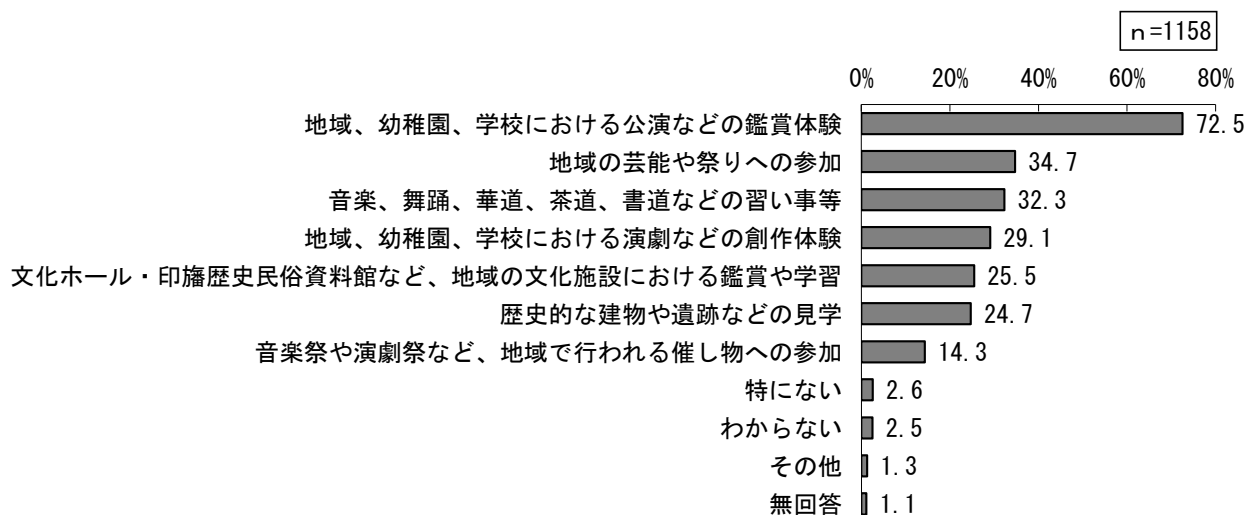 n=1158
0% 20% 40% 60% 80%
地域、幼稚園、学校における公演などの鑑賞体験 72.5
地域の芸能や祭りへの参加 34.7
音楽、舞踊、華道、茶道、書道などの習い事等 32.3
地域、幼稚園、学校における演劇などの創作体験 29.1
文化ホール・印旛歴史民俗資料館など、地域の文化施設における鑑賞や学習 25.5
歴史的な建物や遺跡などの見学 24.7
音楽祭や演劇祭など、地域で行われる催し物への参加 14.3
特にない 2.6
わからない 2.5
その他 1.3
無回答 1.1